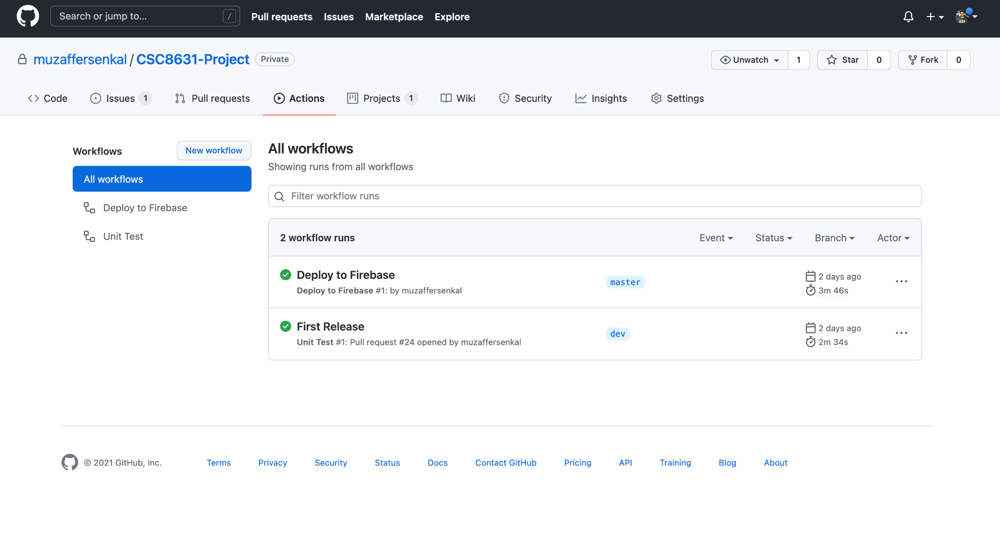 Search or jump to... /
Pull requests Issues Marketplace Explore
muzaffersenkal / CSC8631-Project Private
Unwatch 1 Star 0 Fork 0
Code Issues 1 Pull requests Actions Projects 1 Wiki Security Insights Settings
Workflows New workflow
All workflows
Deploy to Firebase
Unit Test
All workflows
Showing runs from all workflows
Filter workflow runs
2 workflow runs Event Status Branch Actor
Deploy to Firebase
Deploy to Firebase #1: by muzaffersenkal
master
2 days ago
3m 46s
First Release
Unit Test #1: Pull request #24 opened by muzaffersenkal
dev
2 days ago
2m 34s
© 2021 GitHub, Inc. Terms Privacy Security Status Docs Contact GitHub Pricing API Training Blog About